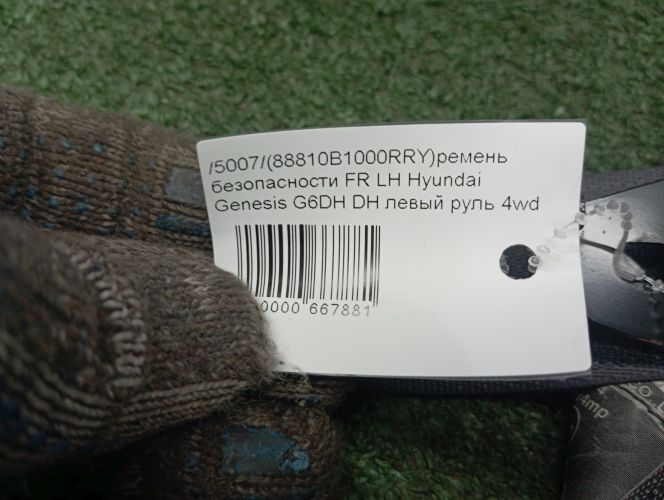 /5007/(88810B1000RRY)ремень
безопасности FR LH Hyundai
Genesis G6DH DH левый руль 4wd
0000 667881